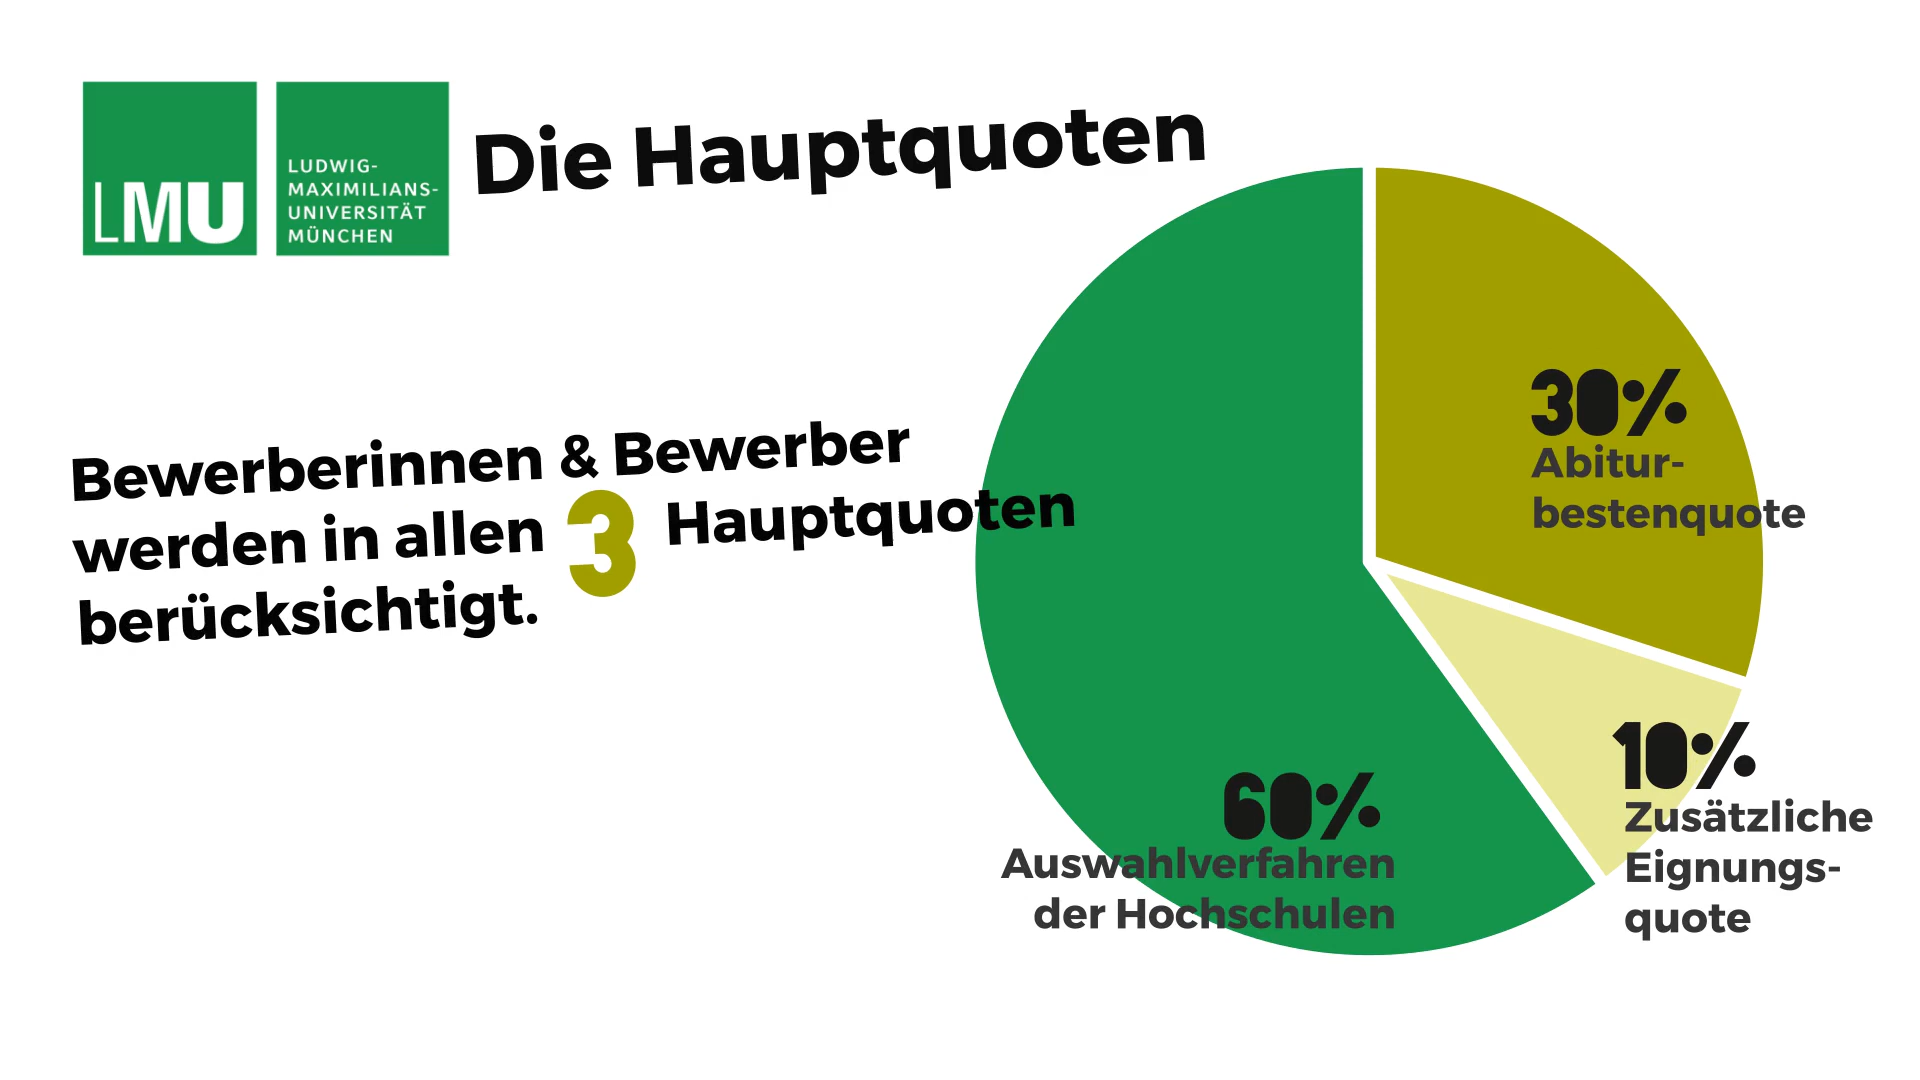 LMU
LUDWIG-
MAXIMILIANS-
UNIVERSITÄT
MÜNCHEN
Die Hauptquoten
Bewerberinnen & Bewerber
werden in allen 3 Hauptquoten
berücksichtigt.
30%
Abitur-
bestenquote
10%
Zusätzliche
Eignungs-
quote
60%
Auswahlverfahren
der Hochschulen